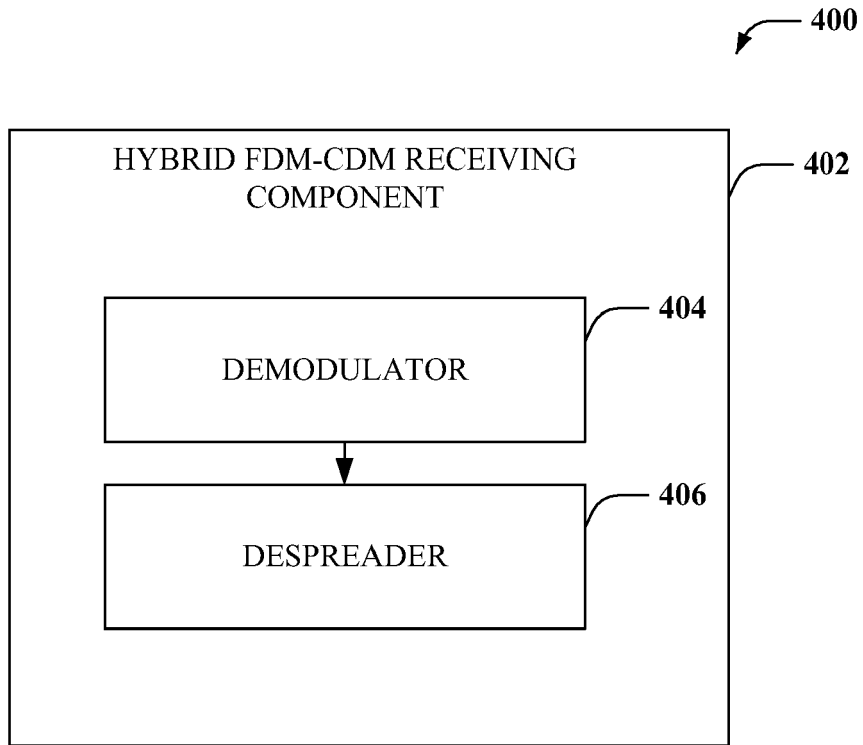 400
HYBRID FDM-CDM RECEIVING
COMPONENT
402
404
DEMODULATOR
406
DESPREADER